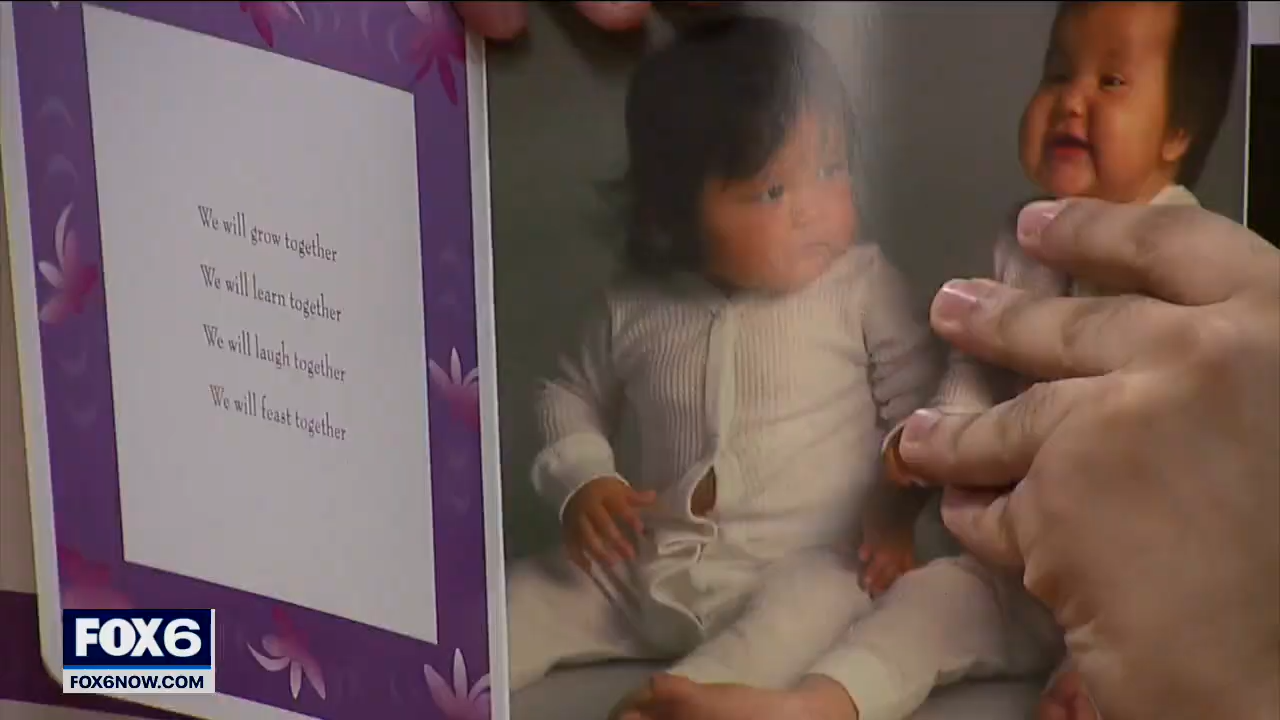 We will grow together
We will learn together
We will laugh together
We will feast together
FOX6
FOX6NOW.COM